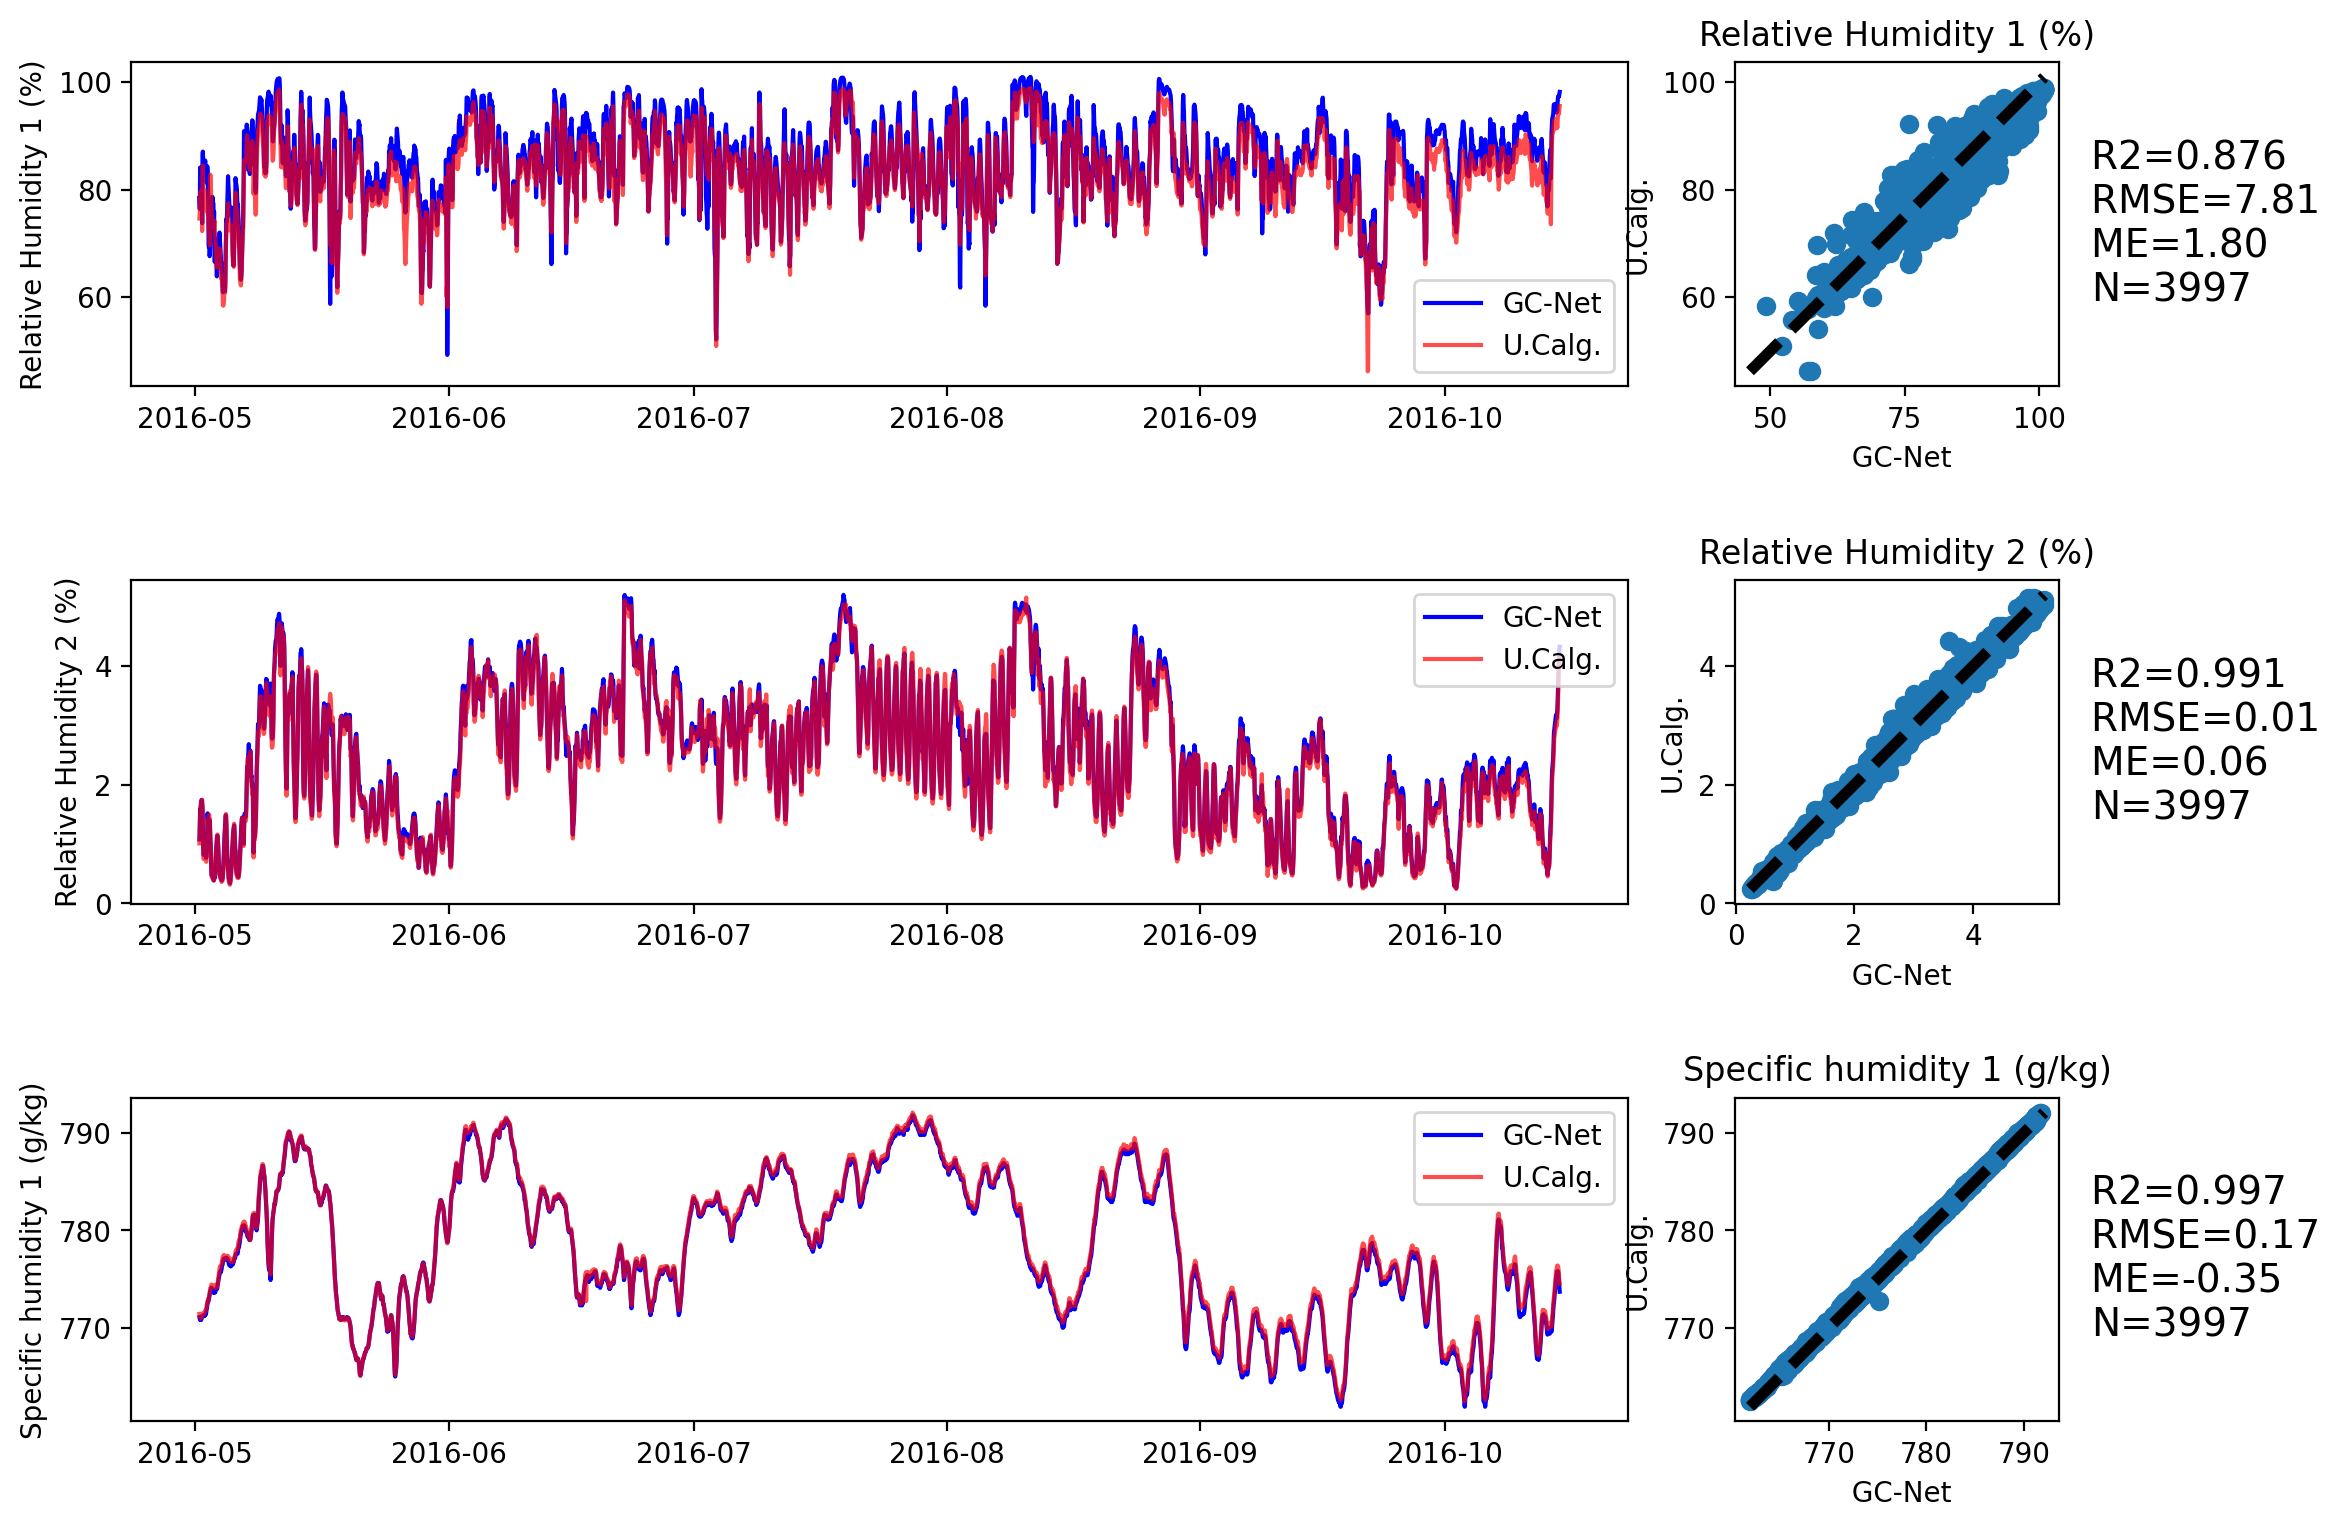 Relative Humidity 1 (%)
100
80
60
2016-05 2016-06 2016-07 2016-08 2016-09 2016-10
GC-Net
U.Calg.
Relative Humidity 1 (%)
U.Calg.
100
80
60
50 75 100
GC-Net
R2=0.876
RMSE=7.81
ME=1.80
N=3997
Relative Humidity 2 (%)
4
2
0
2016-05 2016-06 2016-07 2016-08 2016-09 2016-10
GC-Net
U.Calg.
Relative Humidity 2 (%)
U.Calg.
4
2
0
0 2 4
GC-Net
R2=0.991
RMSE=0.01
ME=0.06
N=3997
Specific humidity 1 (g/kg)
790
780
770
2016-05 2016-06 2016-07 2016-08 2016-09 2016-10
GC-Net
U.Calg.
Specific humidity 1 (g/kg)
U.Calg.
790
780
770
770 780 790
GC-Net
R2=0.997
RMSE=0.17
ME=-0.35
N=3997